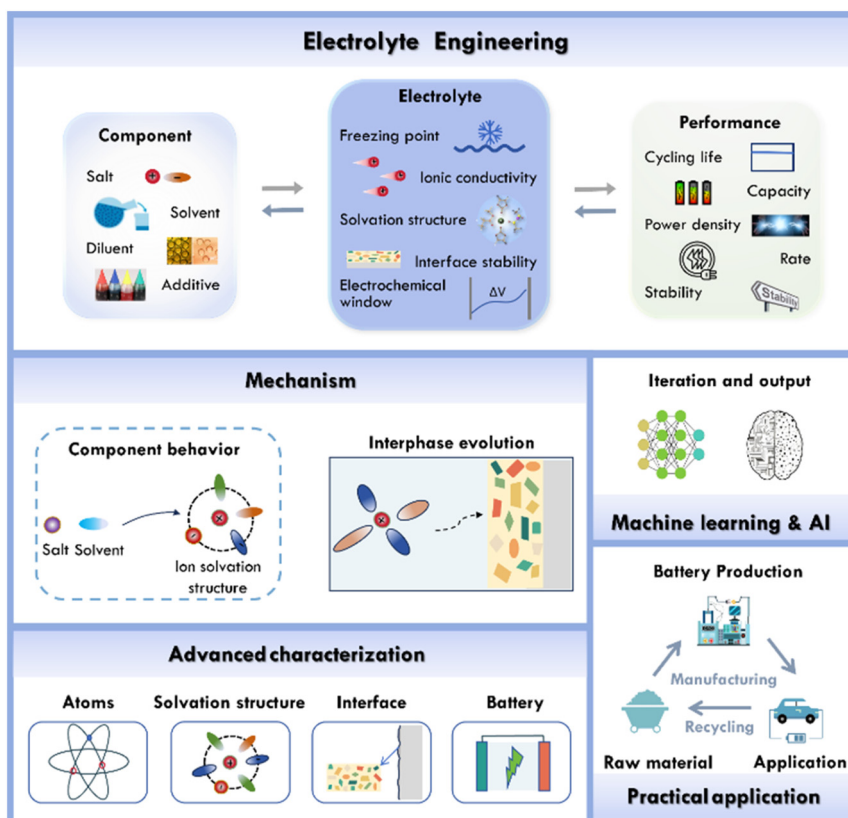 Electrolyte Engineering
Component
Salt
Solvent
Diluent
Additive
Electrolyte
Freezing point
Ionic conductivity
Solvation structure
Interface stability
Electrochemical
window
ΔV
Performance
Cycling life
Capacity
Power density
Rate
Stability
Stability
Mechanism
Component behavior
Salt Solvent
Ion solvation
structure
Interphase evolution
Iteration and output
Machine learning & AI
Advanced characterization
Atoms
Solvation structure
Interface
Battery
Battery Production
Manufacturing
Recycling
Raw material
Application
Practical application